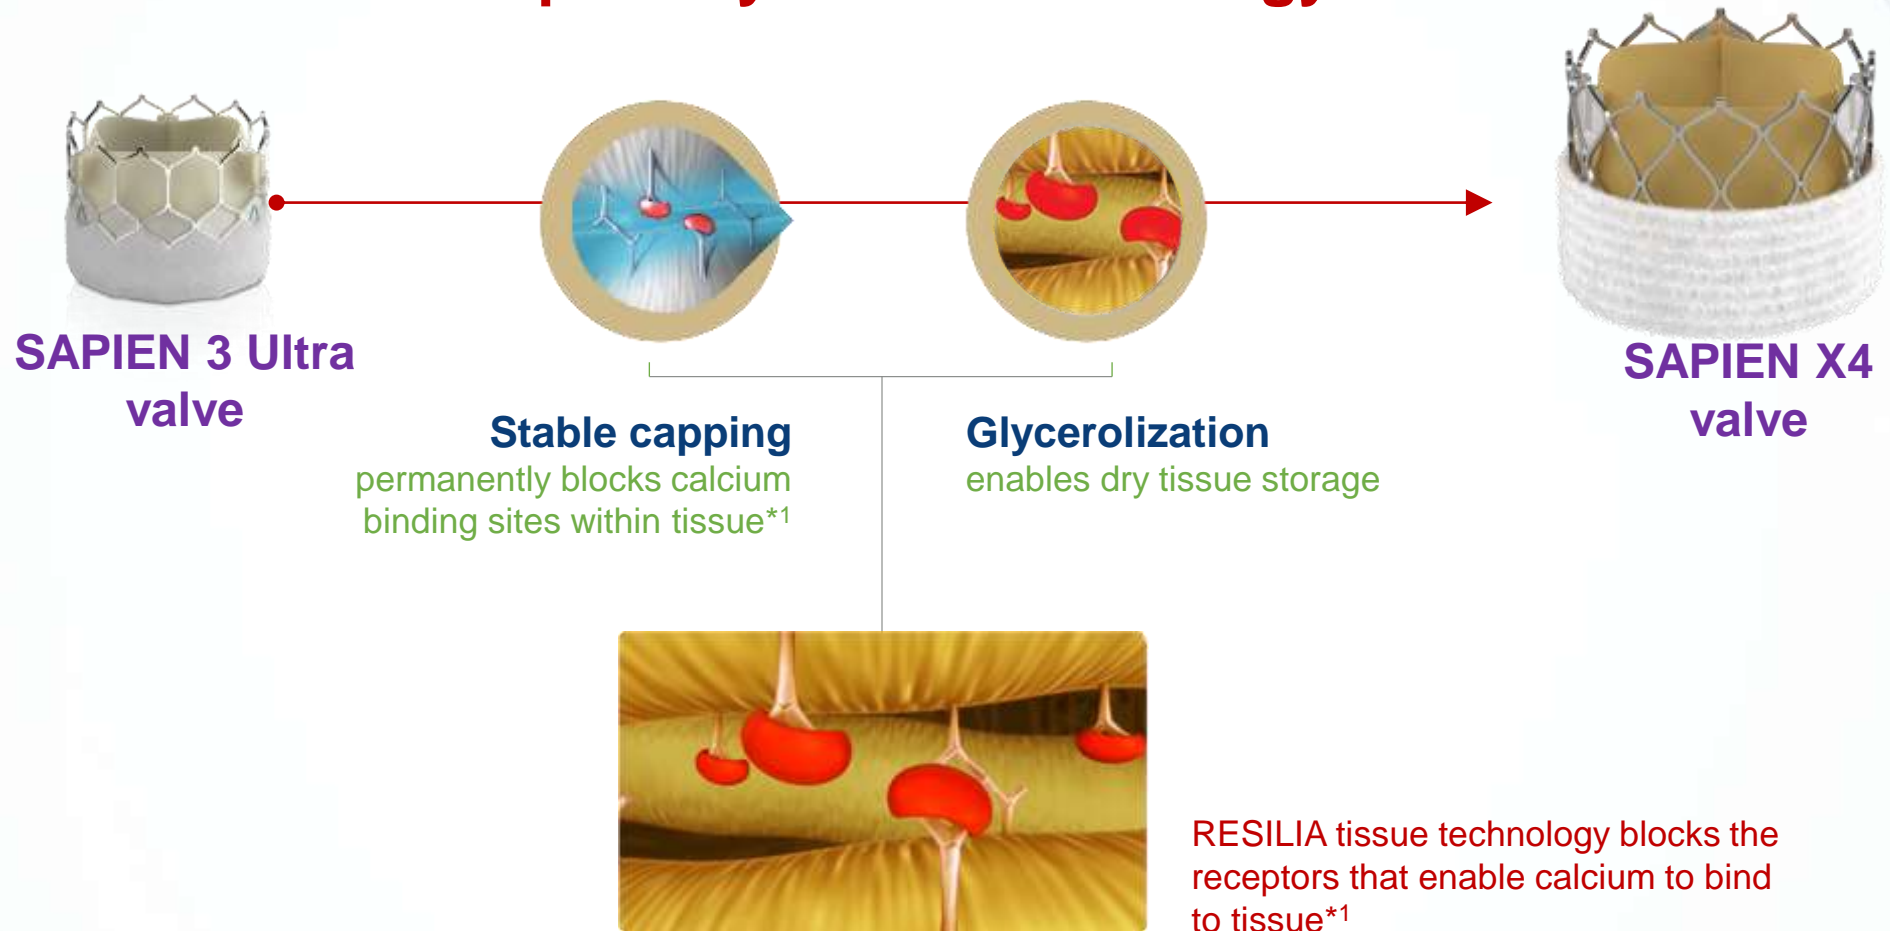 SAPIEN 3 Ultra
valve
SAPIEN X4
valve
Stable capping
permanently blocks calcium
binding sites within tissue*1
Glycerolization
enables dry tissue storage
RESILIA tissue technology blocks the
receptors that enable calcium to bind
to tissue*1